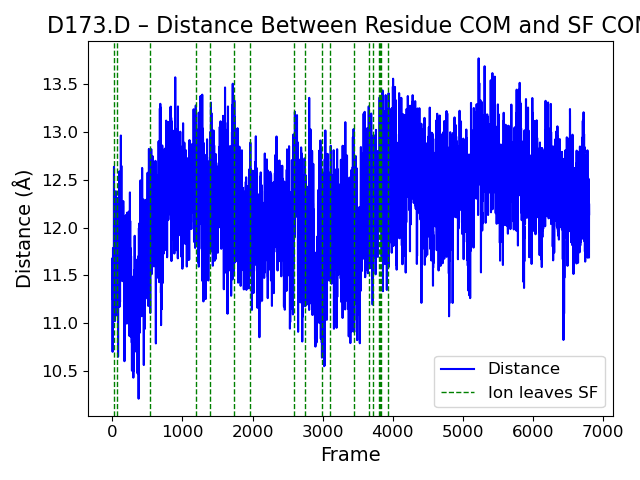 D173.D – Distance Between Residue COM and SF COM
13.5
13.0
12.5
12.0
11.5
11.0
10.5
Distance (Å)
Distance
Ion leaves SF
0 1000 2000 3000 4000 5000 6000 7000
Frame